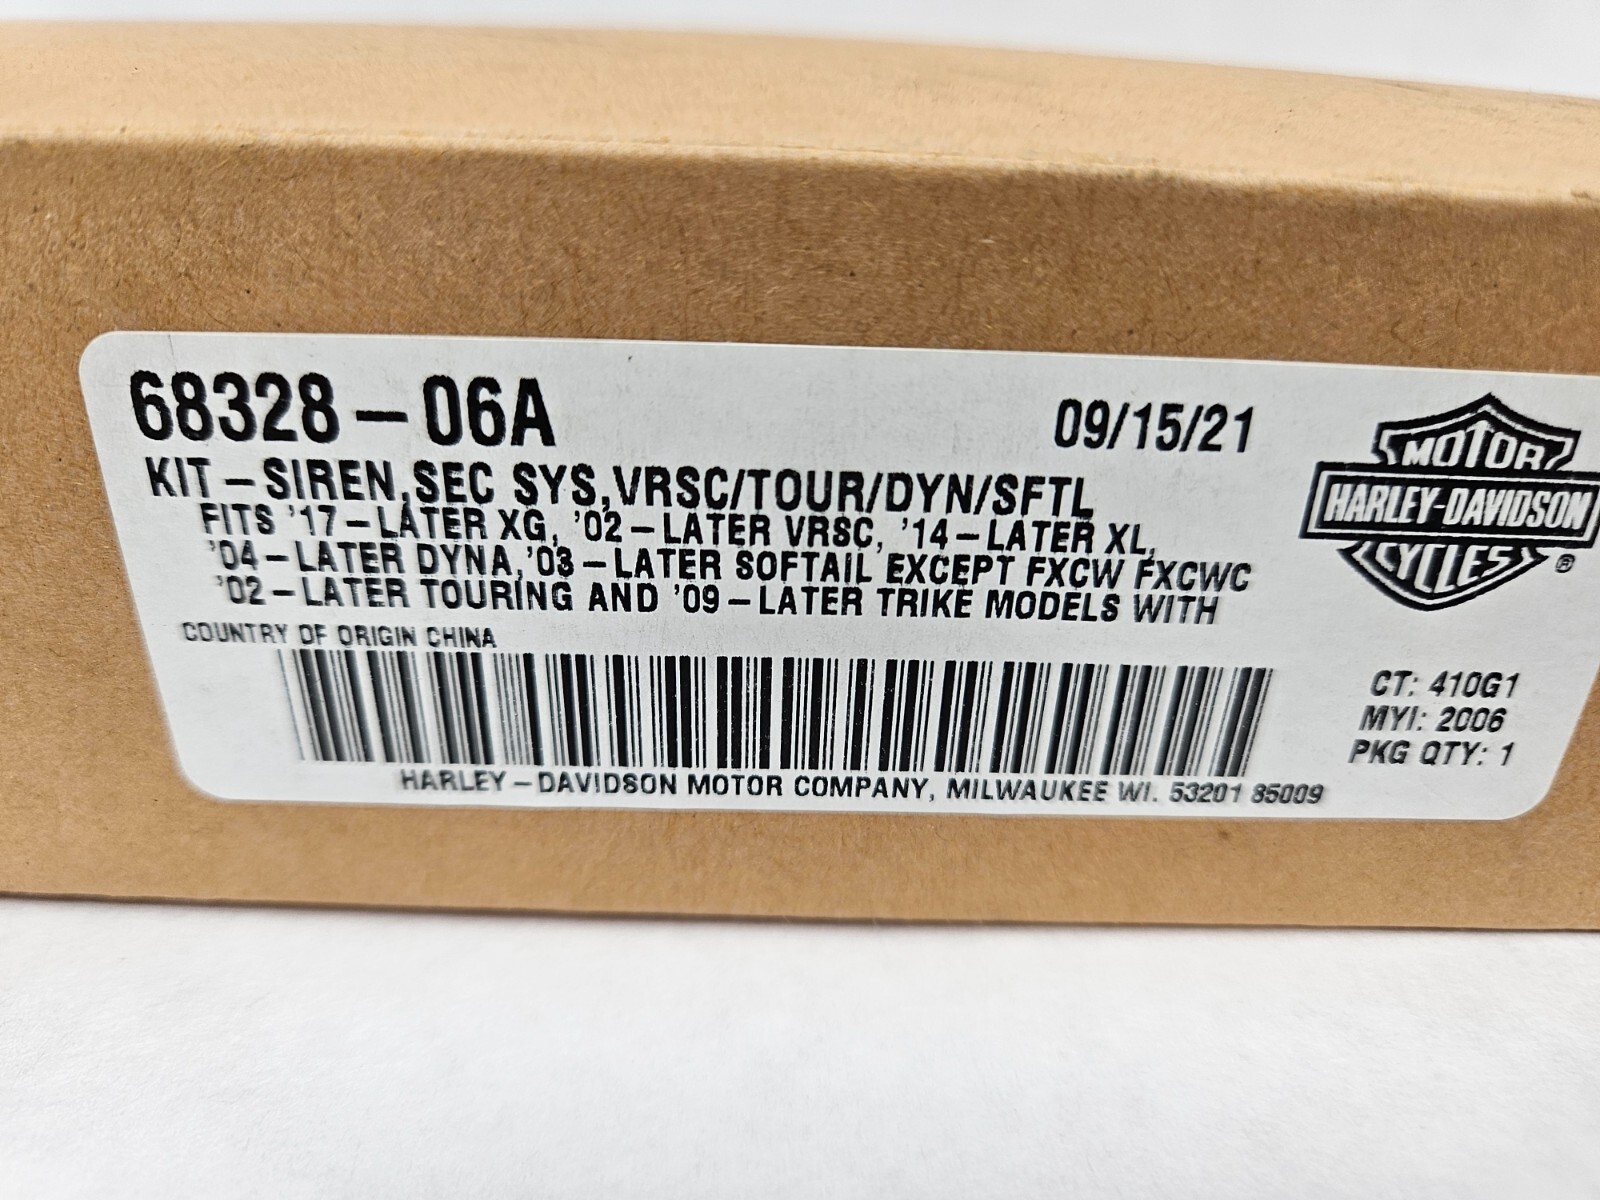 68328-06A
09/15/21
KIT-SIREN,SEC SYS,VRSC/TOUR/DYN/SFTL
FITS '17-LATER XG, '02-LATER VRSC, '14-LATER XL,
'04-LATER DYNA,'03-LATER SOFTAIL EXCEPT FXCW FXCWC
'02-LATER TOURING AND '09-LATER TRIKE MODELS WITH
COUNTRY OF ORIGIN CHINA
HARLEY-DAVIDSON MOTOR COMPANY, MILWAUKEE WI. 53201 85009
MOTOR
HARLEY-DAVIDSON
CYCLES
®
CT: 410G1
MYI: 2006
PKG QTY: 1